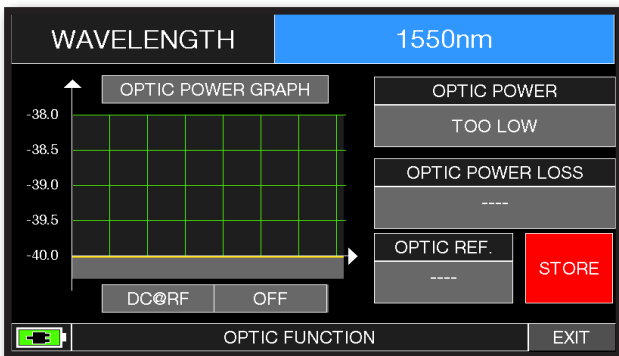 WAVELENGTH 1550nm
OPTIC POWER GRAPH
-38.0
-38.5
-39.0
-39.5
-40.0
DC@RF OFF
OPTIC POWER
TOO LOW
OPTIC POWER LOSS
----
OPTIC REF.
----
STORE
OPTIC FUNCTION EXIT